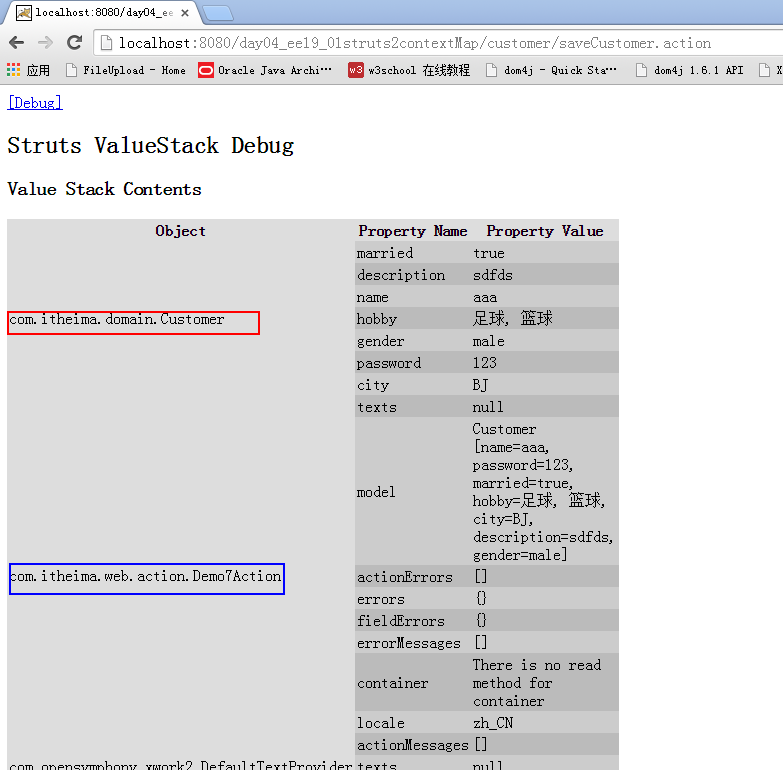 localhost:8080/day04_ee
localhost:8080/day04_ee19_01struts2contextMap/customer/saveCustomer.action
应用 FileUpload - Home Oracle Java Archi… w3 w3school 在线教程 dom4j - Quick Sta… dom4j 1.6.1 API X
[Debug]
Struts ValueStack Debug
Value Stack Contents
Object Property Name Property Value
married true
description sdfds
name aaa
com.itheima.domain.Customer hobby 足球, 篮球
gender male
password 123
city BJ
texts null
Customer
[name=aaa,
password=123,
married=true,
model hobby=足球, 篮球,
city=BJ,
description=sdfds,
gender=male]
com.itheima.web.action.Demo7Action actionErrors []
errors {}
fieldErrors {}
errorMessages []
There is no read
container method for
container
locale zh_CN
actionMessages []
com.opensymphony.xwork2.DefaultTextProvider texts null